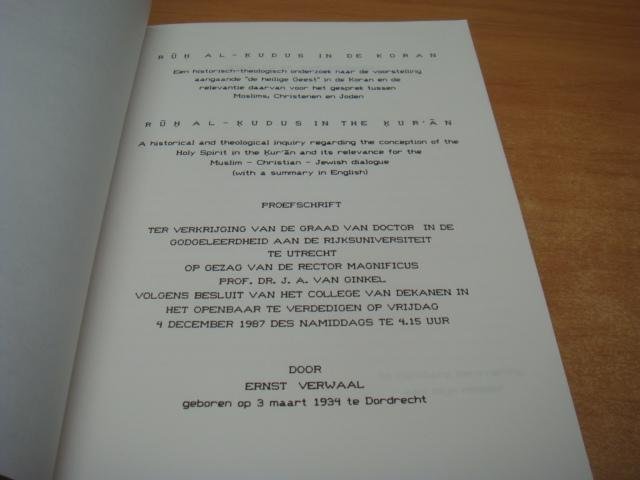 RŪḤ AL-ḲUDUS IN DE KORAN
Een historisch-theologisch onderzoek naar de voorstelling
aangaande "de heilige Geest" in de Koran en de
relevantie daarvan voor het gesprek tussen
Moslims, Christenen en Joden
RŪḤ AL-ḲUDUS IN THE ḲUR'ĀN
A historical and theological inquiry regarding the conception of the
Holy Spirit in the Ḳur'ān and its relevance for the
Muslim - Christian - Jewish dialogue
(with a summary in English)
PROEFSCHRIFT
TER VERKRIJGING VAN DE GRAAD VAN DOCTOR IN DE
GODGELEERDHEID AAN DE RIJKSUNIVERSITEIT
TE UTRECHT
OP GEZAG VAN DE RECTOR MAGNIFICUS
PROF. DR. J. A. VAN GINKEL
VOLGENS BESLUIT VAN HET COLLEGE VAN DEKANEN IN
HET OPENBAAR TE VERDEDIGEN OP VRIJDAG
4 DECEMBER 1987 DES NAMIDDAGS TE 4.15 UUR
DOOR
ERNST VERWAAL
geboren op 3 maart 1934 te Dordrecht